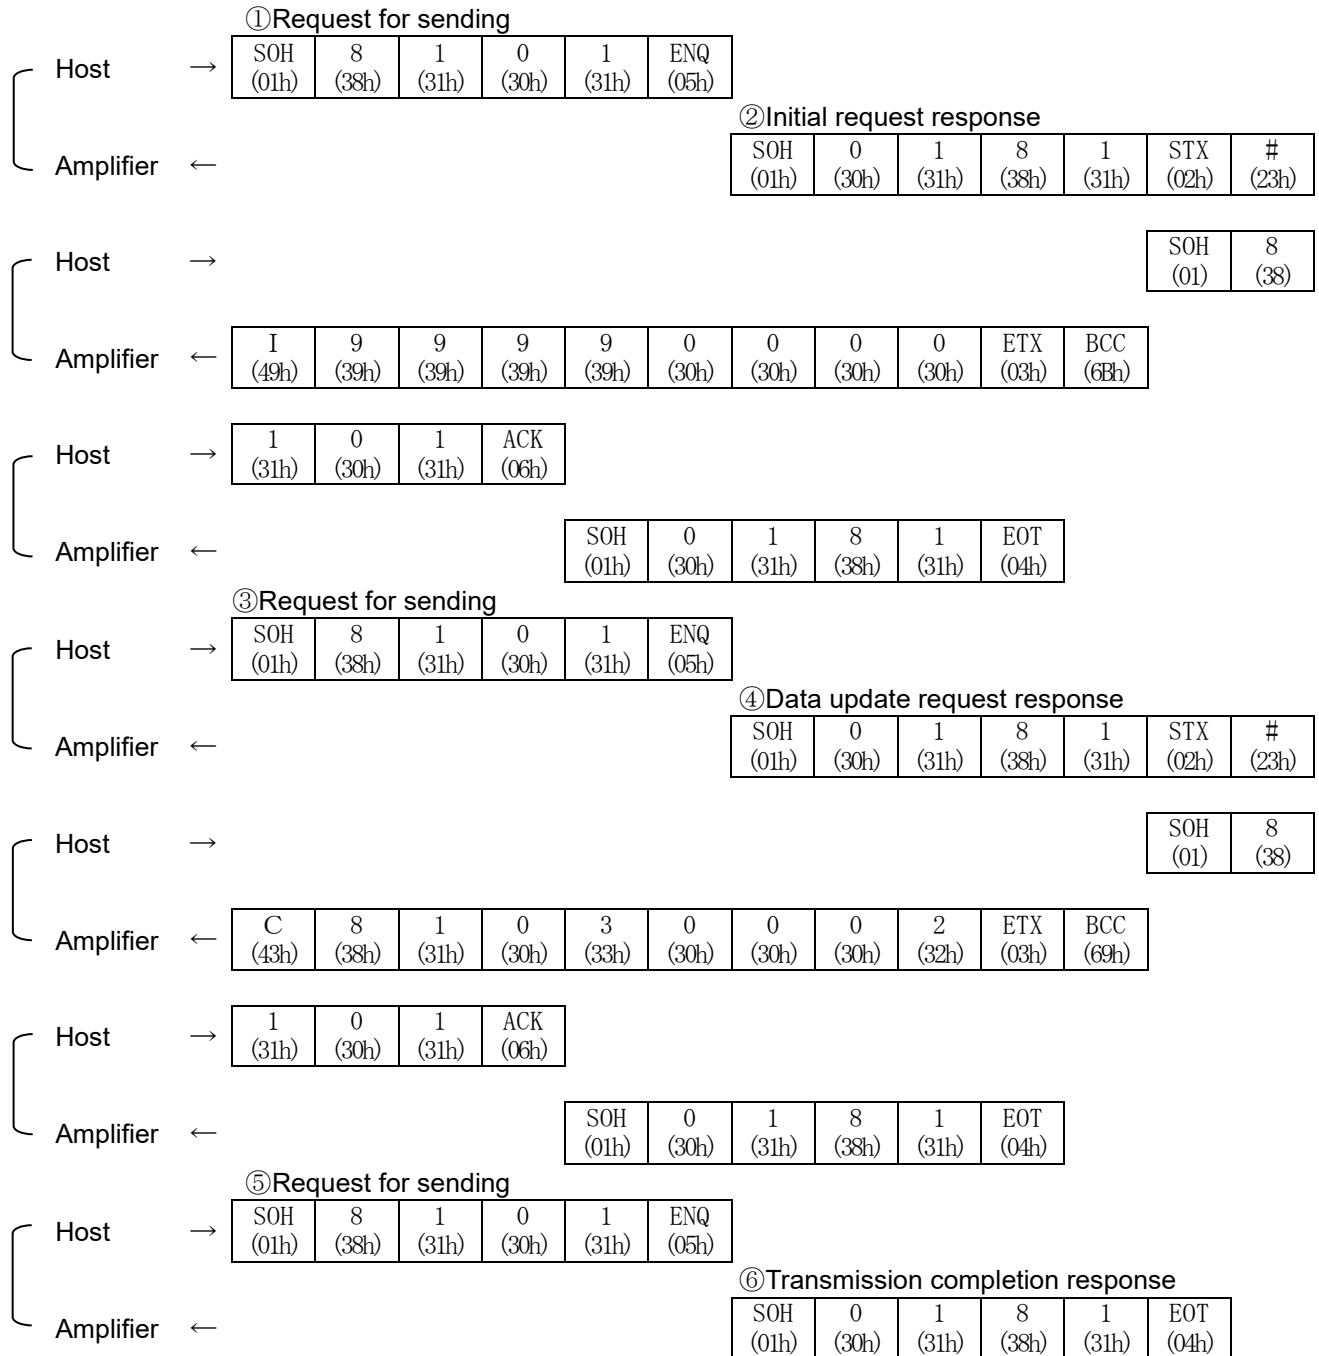 ①Request for sending
Host → SOH 8 1 0 1 ENQ
(01h) (38h) (31h) (30h) (31h) (05h)
②Initial request response
Amplifier ← SOH 0 1 8 1 STX #
(01h) (30h) (31h) (38h) (31h) (02h) (23h)
Host → SOH 8
(01) (38)
Amplifier ← I 9 9 9 9 0 0 0 0 ETX BCC
(49h) (39h) (39h) (39h) (39h) (30h) (30h) (30h) (30h) (03h) (6Bh)
Host → 1 0 1 ACK
(31h) (30h) (31h) (06h)
Amplifier ← SOH 0 1 8 1 EOT
(01h) (30h) (31h) (38h) (31h) (04h)
③Request for sending
Host → SOH 8 1 0 1 ENQ
(01h) (38h) (31h) (30h) (31h) (05h)
④Data update request response
Amplifier ← SOH 0 1 8 1 STX #
(01h) (30h) (31h) (38h) (31h) (02h) (23h)
Host → SOH 8
(01) (38)
Amplifier ← C 8 1 0 3 0 0 0 2 ETX BCC
(43h) (38h) (31h) (30h) (33h) (30h) (30h) (30h) (32h) (03h) (69h)
Host → 1 0 1 ACK
(31h) (30h) (31h) (06h)
Amplifier ← SOH 0 1 8 1 EOT
(01h) (30h) (31h) (38h) (31h) (04h)
⑤Request for sending
Host → SOH 8 1 0 1 ENQ
(01h) (38h) (31h) (30h) (31h) (05h)
⑥Transmission completion response
Amplifier ← SOH 0 1 8 1 EOT
(01h) (30h) (31h) (38h) (31h) (04h)